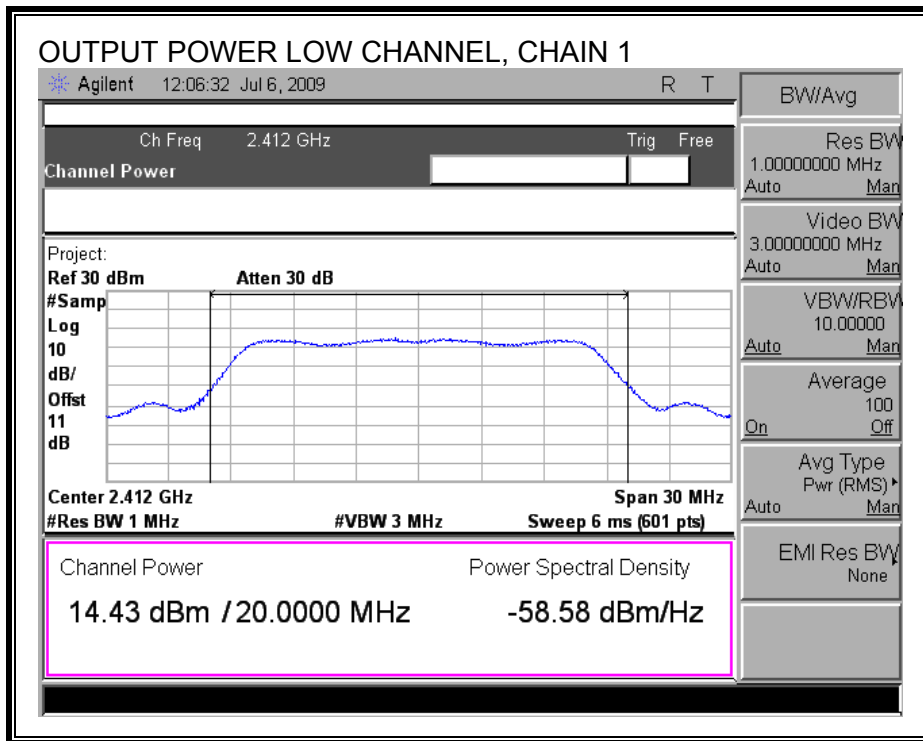 OUTPUT POWER LOW CHANNEL, CHAIN 1
Agilent 12:06:32 Jul 6, 2009 R T
Ch Freq 2.412 GHz Trig Free
Channel Power
Project:
Ref 30 dBm Atten 30 dB
#Samp
Log
10
dB/
Offst
11
dB
Center 2.412 GHz Span 30 MHz
#Res BW 1 MHz #VBW 3 MHz Sweep 6 ms (601 pts)
Channel Power Power Spectral Density
14.43 dBm / 20.0000 MHz -58.58 dBm/Hz
BW/Avg
Res BW
1.00000000 MHz
Auto Man
Video BW
3.00000000 MHz
Auto Man
VBW/RBW
10.00000
Auto Man
Average
100
On Off
Avg Type
Pwr (RMS)
Auto Man
EMI Res BW
None